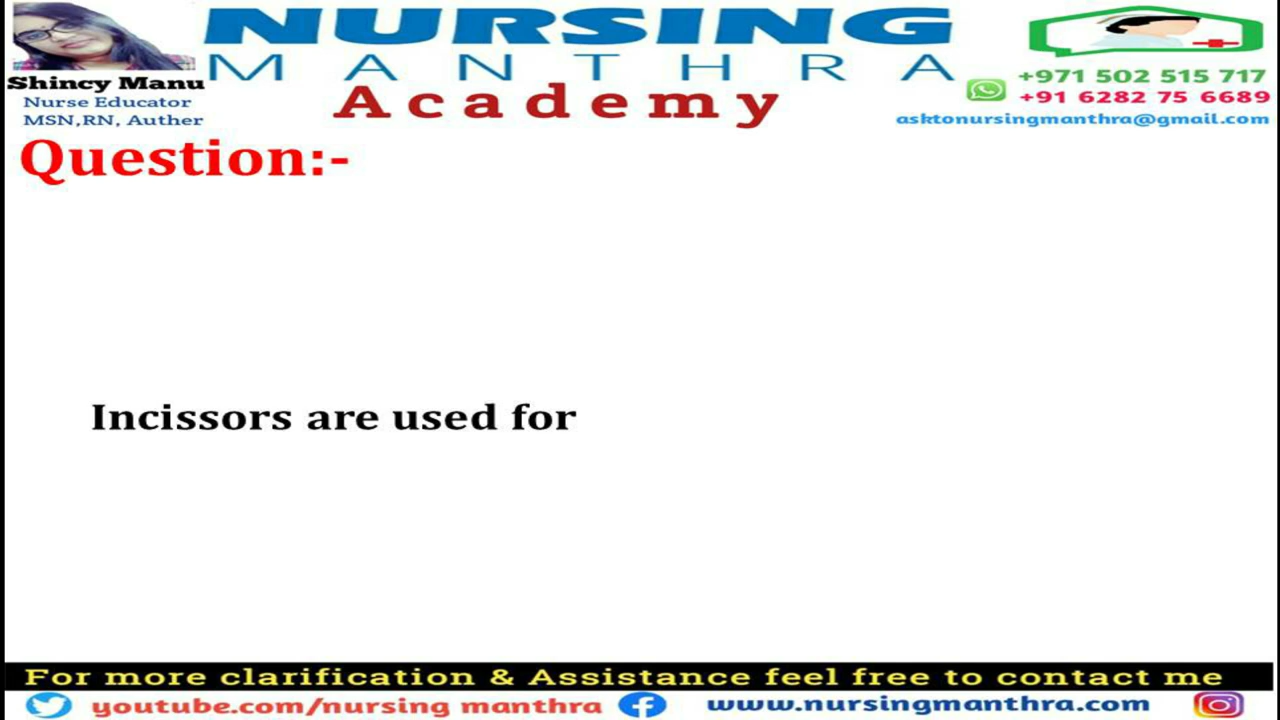 NURSING
MANTHRA
Academy
Shincy Manu
Nurse Educator
MSN,RN, Auther
+971 502 515 717
+91 6282 75 6689
asktonursingmanthra@gmail.com
Question:-
Incissors are used for
For more clarification & Assistance feel free to contact me
youtube.com/nursing manthra
www.nursingmanthra.com